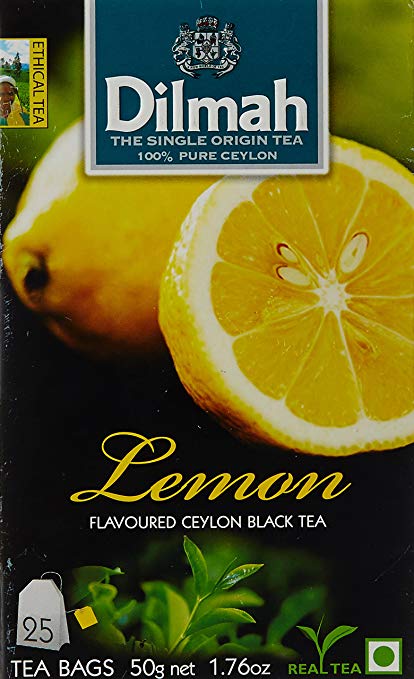 ETHICAL TEA
Dilmah
THE SINGLE ORIGIN TEA
100% PURE CEYLON
Lemon
FLAVOURED CEYLON BLACK TEA
25
TEA BAGS 50g net 1.76oz
REAL TEA